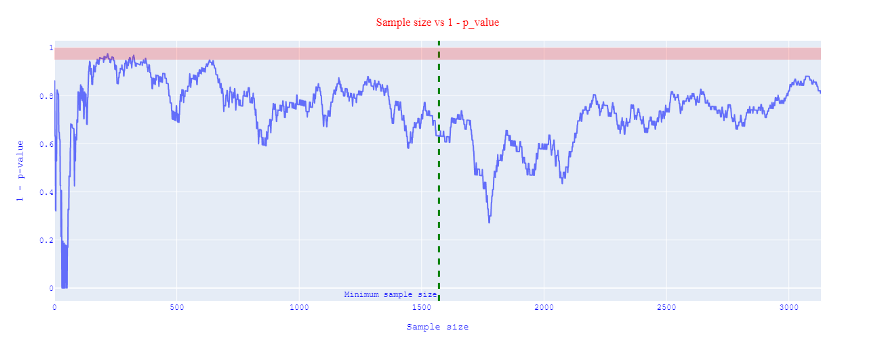 Sample size vs 1 - p_value
1
0.8
0.6
0.4
0.2
0
1 - p-value
Minimum sample size
0 500 1000 1500 2000 2500 3000
Sample size